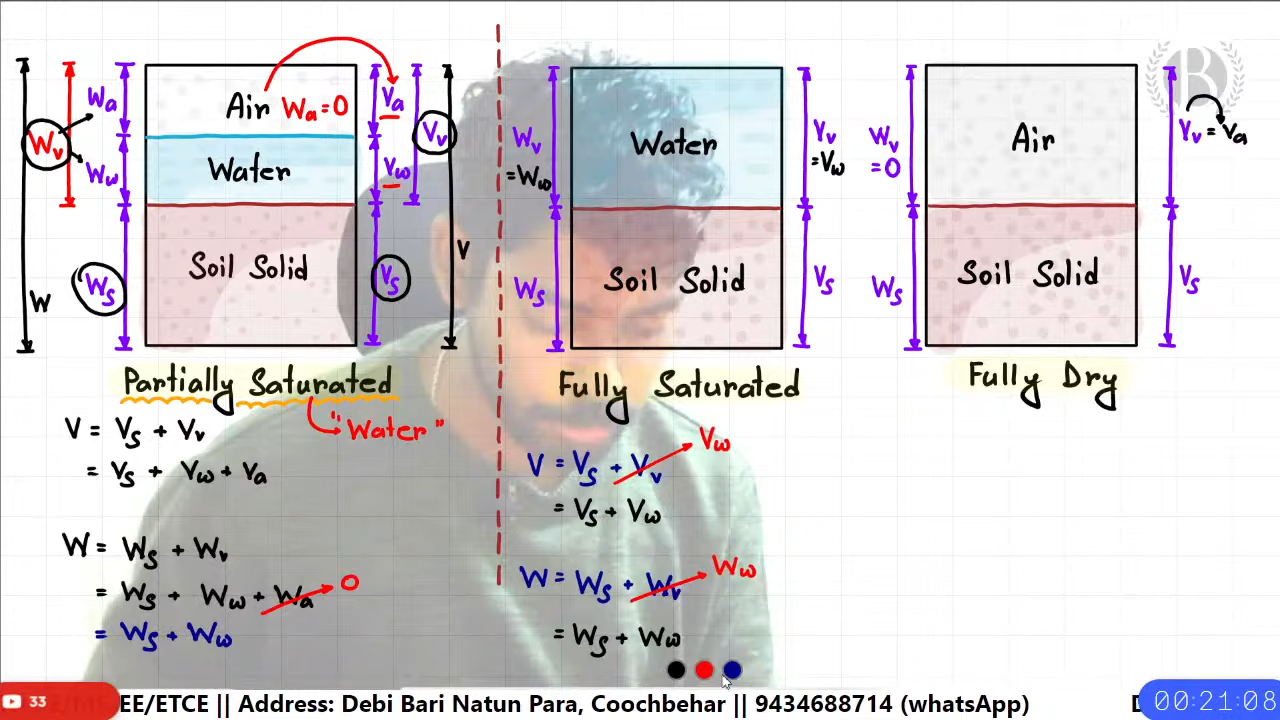 W
Wv
Wa
Ww
Ws
Air Wa=0
Water
Soil Solid
Va
Vw
Vs
Vv
V
Partially Saturated
"Water"
V = Vs + Vv
= Vs + Vw + Va
W = Ws + Wv
= Ws + Ww + Wa 0
= Ws + Ww
Wv
= Ww
Ws
Water
Soil Solid
Vv
= Vw
Vs
Fully Saturated
V = Vs + Vv Vw
= Vs + Vw
W = Ws + Wv Ww
= Ws + Ww
Wv
= 0
Ws
Air
Soil Solid
Vv = Va
Vs
Fully Dry
B
33
EE/ETCE || Address: Debi Bari Natun Para, Coochbehar || 9434688714 (whatsApp)
00:21:08